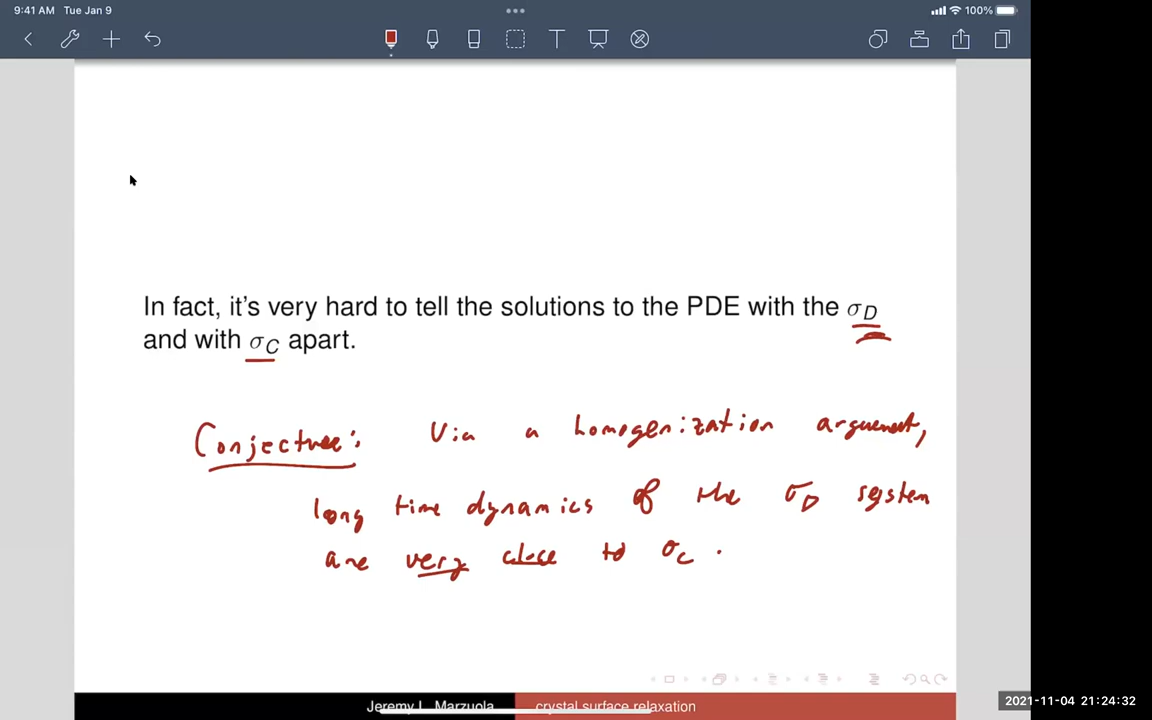 9:41 AM Tue Jan 9
100%
In fact, it's very hard to tell the solutions to the PDE with the σ_D
and with σ_C apart.
Conjecture: Via a homogenization argument,
long time dynamics of the σ_D system
are very close to σ_C.
Jeremy L. Marzuola crystal surface relaxation
2021-11-04 21:24:32